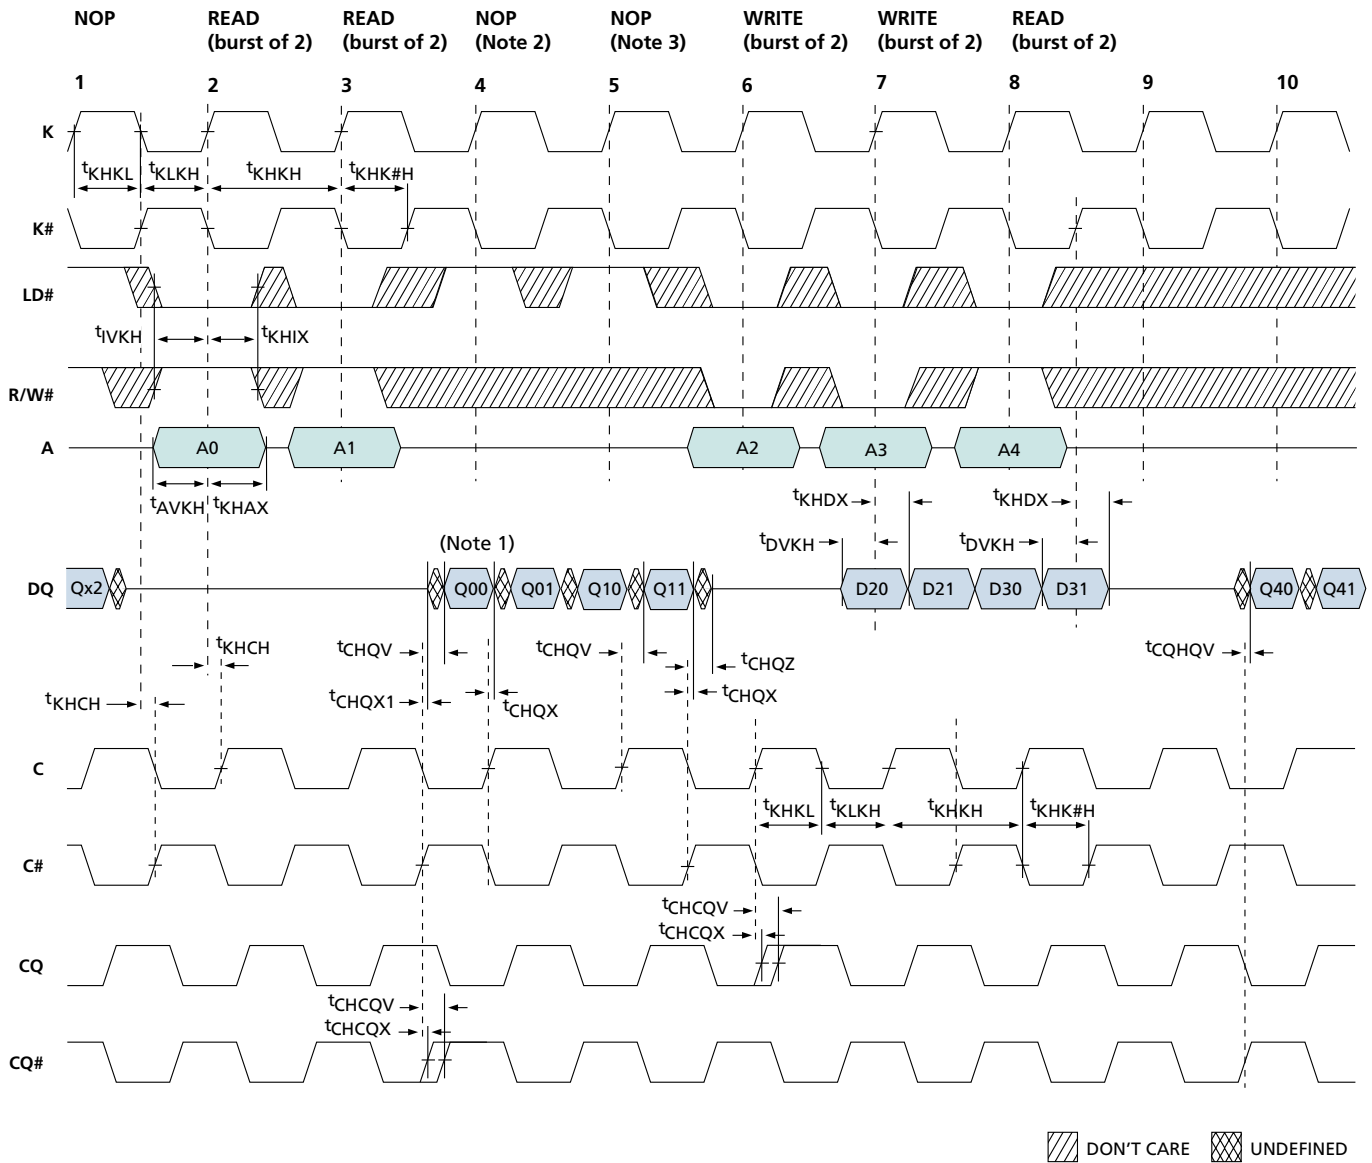 NOP READ READ NOP NOP WRITE WRITE READ
(burst of 2) (burst of 2) (Note 2) (Note 3) (burst of 2) (burst of 2) (burst of 2)
1 2 3 4 5 6 7 8 9 10
K
tKHKL tKLKH tKHKH tKHK#H
K#
LD#
tIVKH tKHIX
R/W#
A A0 A1 A2 A3 A4
tAVKH tKHAX tKHDX tKHDX
(Note 1) tDVKH tDVKH
DQ Qx2 Q00 Q01 Q10 Q11 D20 D21 D30 D31 Q40 Q41
tKHCH tCHQV tCHQV tCHQZ tCQHQV
tKHCH tCHQX1 tCHQX tCHQX
C
tKHKL tKLKH tKHKH tKHK#H
C#
tCHCQV
tCHCQX
CQ
tCHCQV
tCHCQX
CQ#
DON'T CARE UNDEFINED